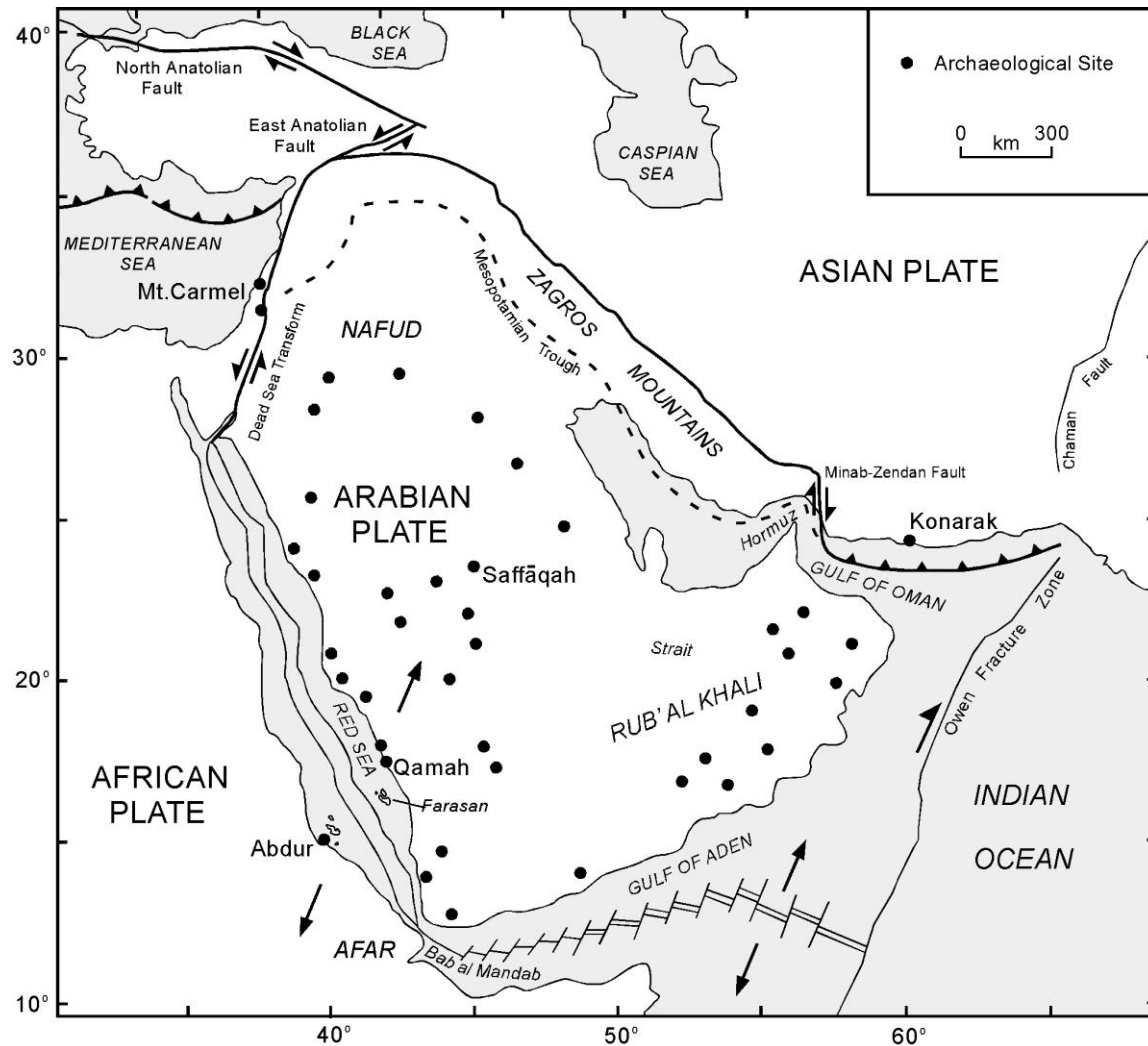 40°
BLACK
SEA
Archaeological Site
North Anatolian
Fault
East Anatolian
Fault
0
km
300
CASPIAN
SEA
MEDITERRANEAN
SEA
Mt.Carmel
ZAGROS
MOUNTAINS
ASIAN PLATE
Mesopotamian
Trough
NAFUD
30°
Dead Sea Transform
Chaman
Fault
ARABIAN
PLATE
Minab-Zendan Fault
Hormuz
Konarak
Saffāqah
GULF OF OMAN
Strait
Owen Fracture Zone
20°
RUB' AL KHALI
RED SEA
Qamah
AFRICAN
PLATE
Farasan
INDIAN
OCEAN
Abdur
GULF OF ADEN
AFAR
Bab al Mandab
10°
40°
50°
60°